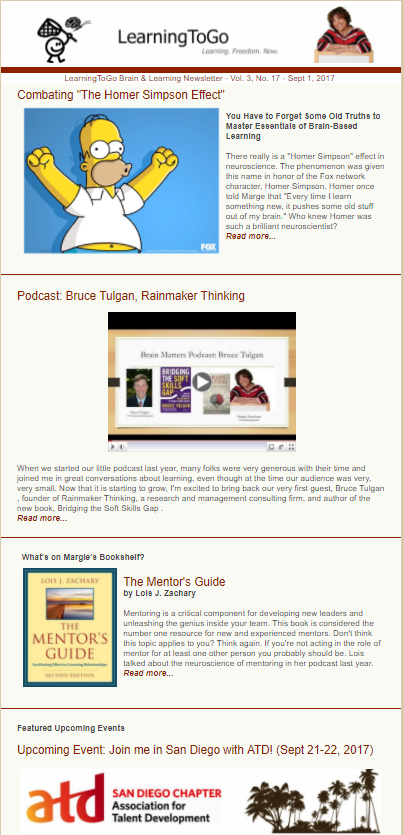 LearningToGo
Learning. Freedom. Now.
LearningToGo Brain & Learning Newsletter - Vol. 3, No. 17 - Sept 1, 2017
Combating "The Homer Simpson Effect"
You Have to Forget Some Old Truths to
Master Essentials of Brain-Based
Learning
There really is a "Homer Simpson" effect in
neuroscience. The phenomenon was given
this name in honor of the Fox network
character, Homer Simpson. Homer once
told Marge that "Every time I learn
something new, it pushes some old stuff
out of my brain." Who knew Homer was
such a brilliant neuroscientist?
Read more...
FOX
Podcast: Bruce Tulgan, Rainmaker Thinking
Brain Matters Podcast: Bruce Tulgan
BRIDGING
THE SOFT
SKILLS
GAP
BRUCE TULGAN
Bruce Tulgan
When we started our little podcast last year, many folks were very generous with their time and
joined me in great conversations about learning, even though at the time our audience was very,
very small. Now that it is starting to grow, I'm excited to bring back our very first guest, Bruce Tulgan
, founder of Rainmaker Thinking, a research and management consulting firm, and author of the
new book, Bridging the Soft Skills Gap .
Read more...
What's on Margie's Bookshelf?
LOIS J. ZACHARY
THE
MENTOR'S
GUIDE
Facilitating Effective Learning Relationships
SECOND EDITION
The Mentor's Guide
by Lois J. Zachary
Mentoring is a critical component for developing new leaders and
unleashing the genius inside your team. This book is considered the
number one resource for new and experienced mentors. Don't think
this topic applies to you? Think again. If you're not acting in the role of
mentor for at least one other person you probably should be. Lois
talked about the neuroscience of mentoring in her podcast last year.
Read more...
Featured Upcoming Events
Upcoming Event: Join me in San Diego with ATD! (Sept 21-22, 2017)
atd
SAN DIEGO CHAPTER
Association for
Talent Development